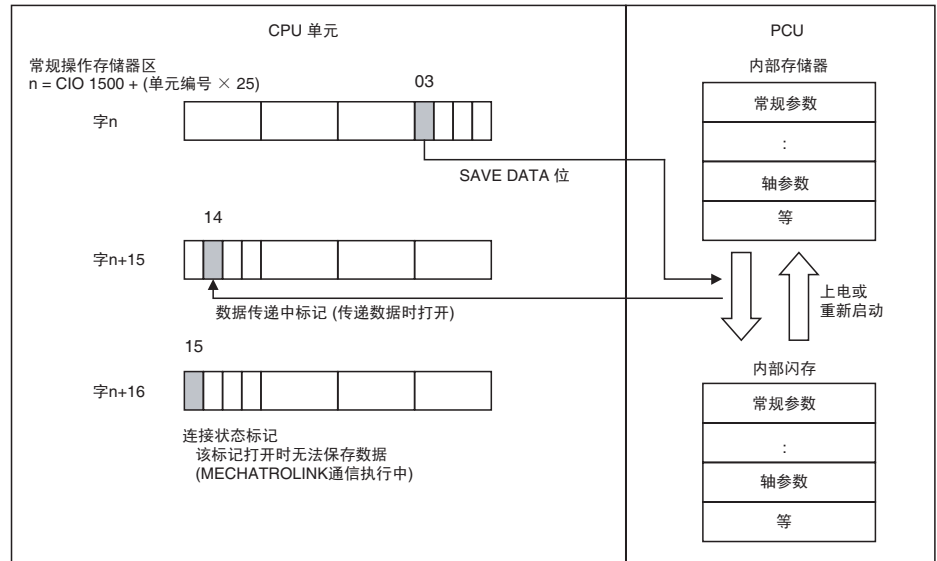 CPU 单元
PCU
常规操作存储器区
n = CIO 1500 + (单元编号 × 25)
03
字n
SAVE DATA 位
14
字n+15
数据传递中标记 (传递数据时打开)
15
字n+16
连接状态标记
该标记打开时无法保存数据
(MECHATROLINK通信执行中)
内部存储器
常规参数
:
轴参数
等
上电或
重新启动
内部闪存
常规参数
:
轴参数
等